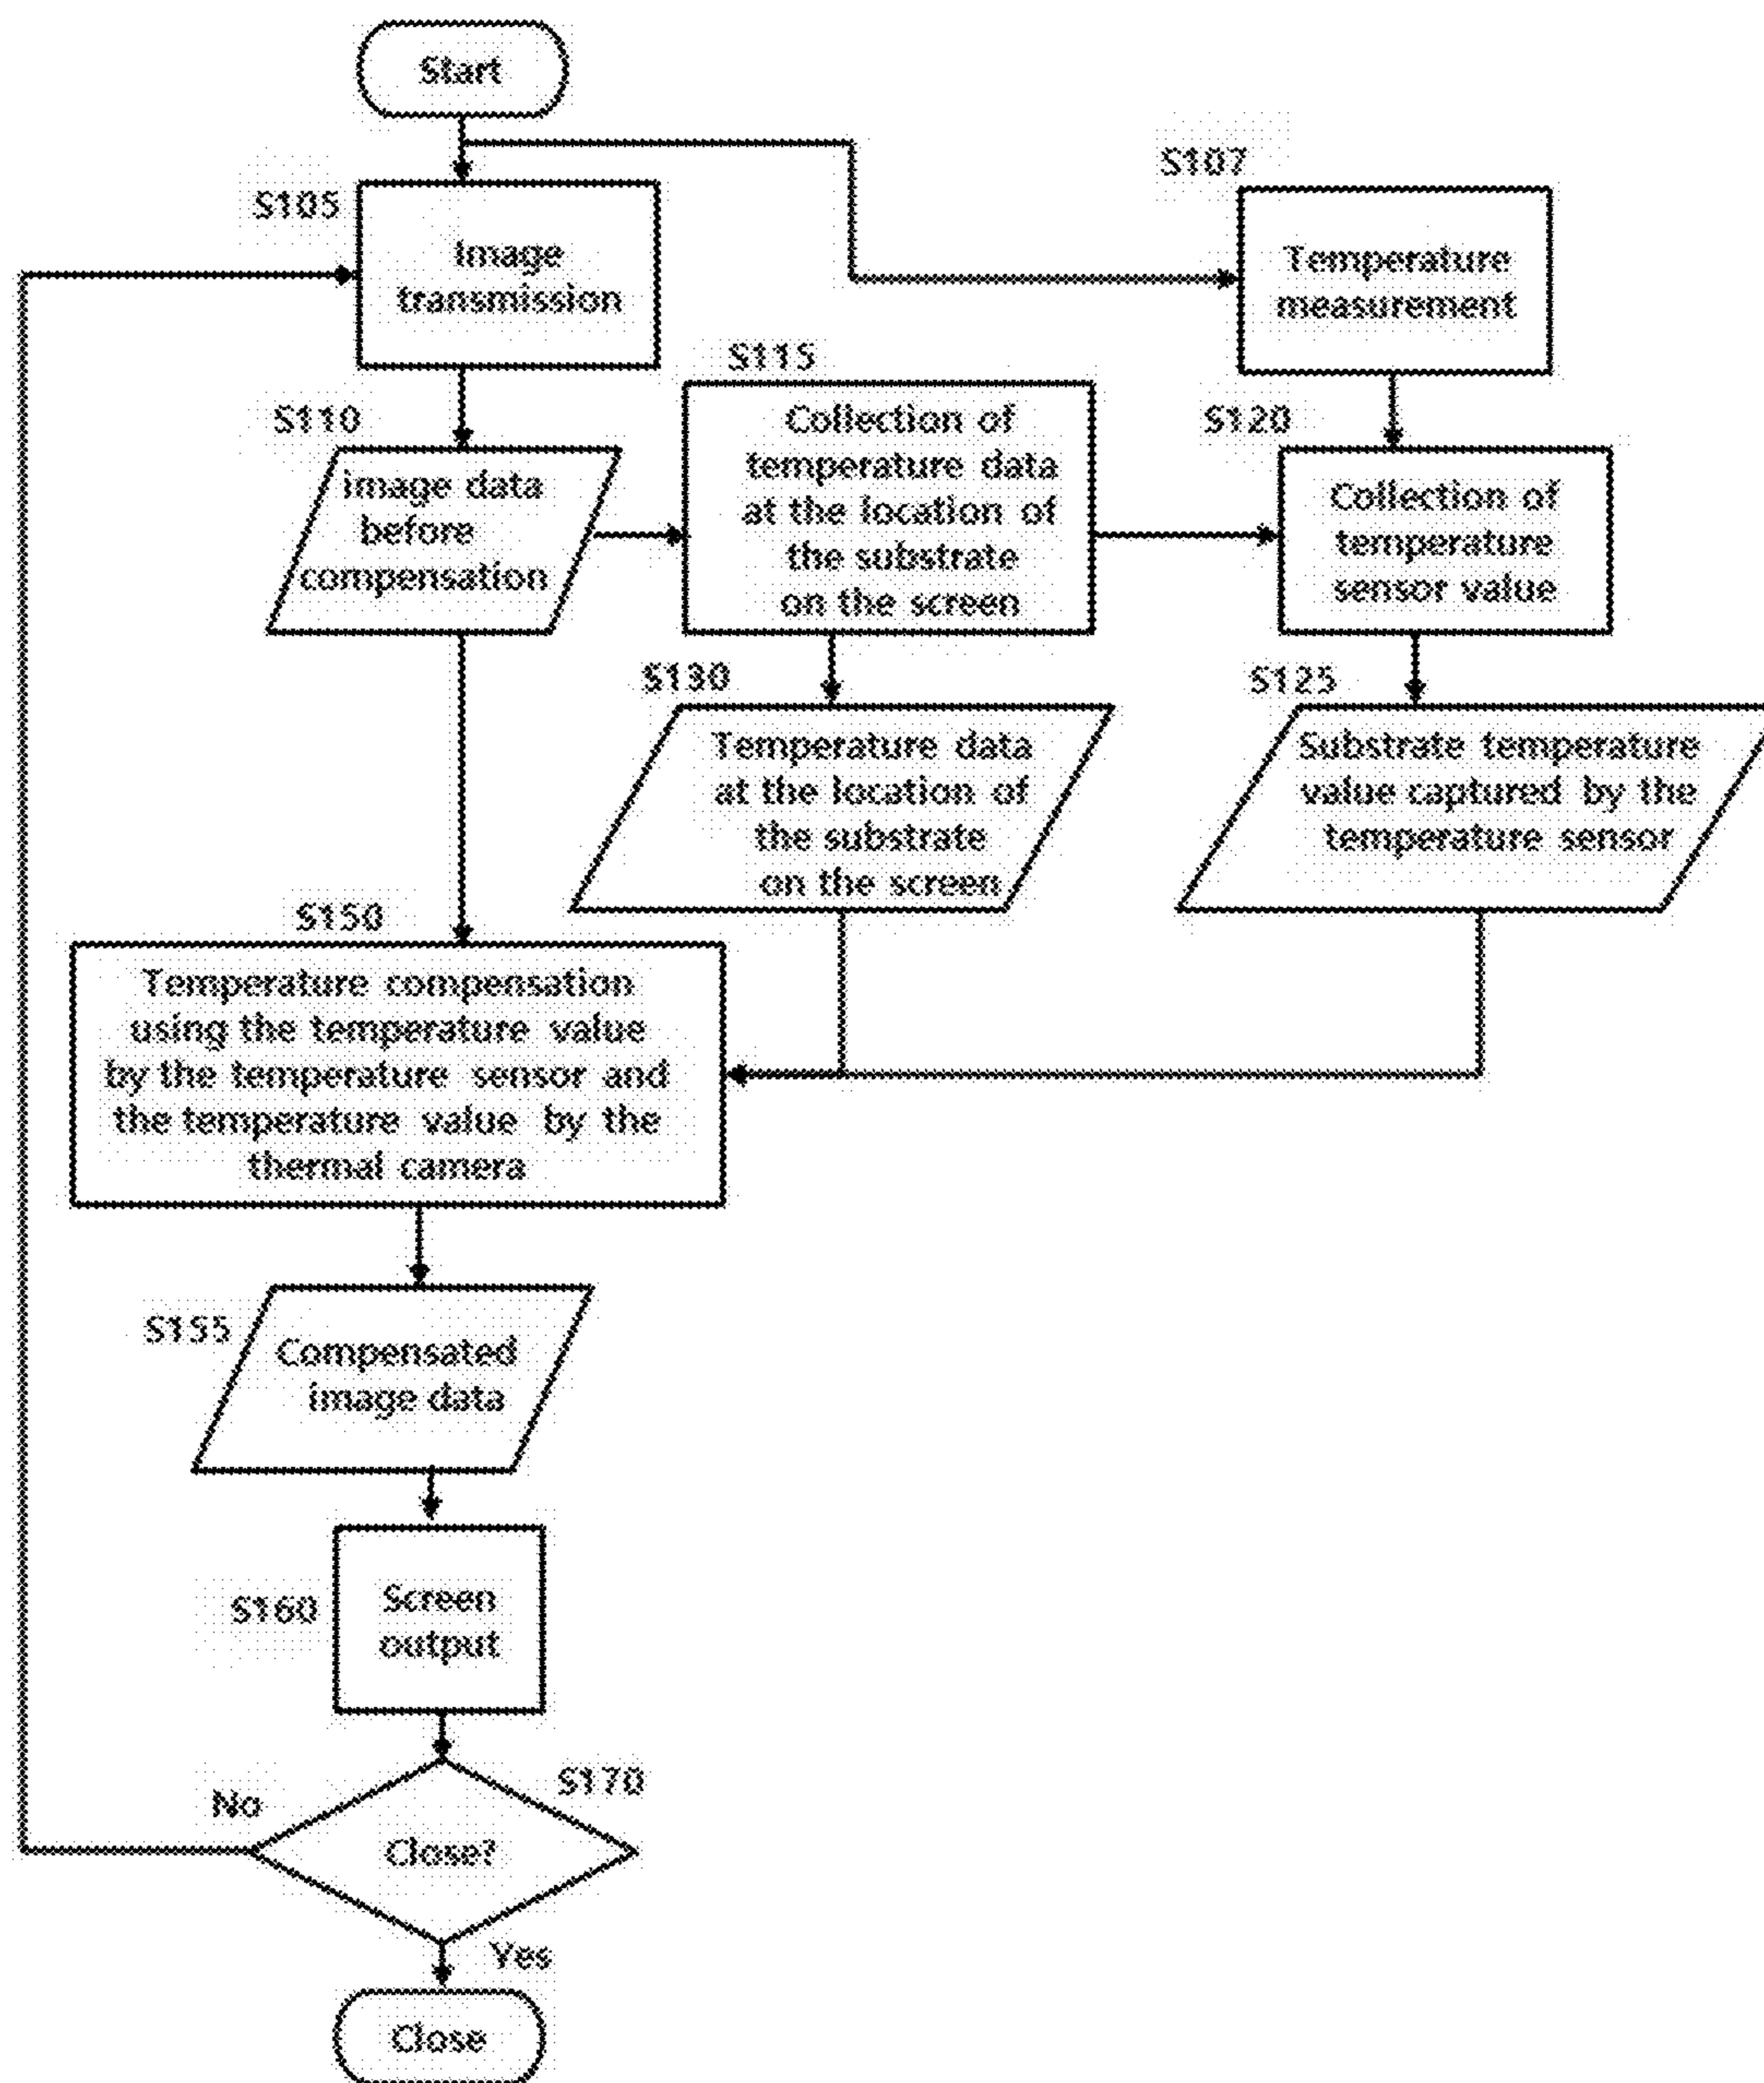 Start
S105
Image
transmission
S107
Temperature
measurement
S110
image data
before
compensation
S115
Collection of
temperature data
at the location of
the substrate
on the screen
S120
Collection of
temperature
sensor value
S130
Temperature data
at the location of
the substrate
on the screen
S125
Substrate temperature
value captured by the
temperature sensor
S150
Temperature compensation
using the temperature value
by the temperature sensor and
the temperature value by the
thermal camera
S155
Compensated
image data
S160
Screen
output
S170
No
Close?
Yes
Close